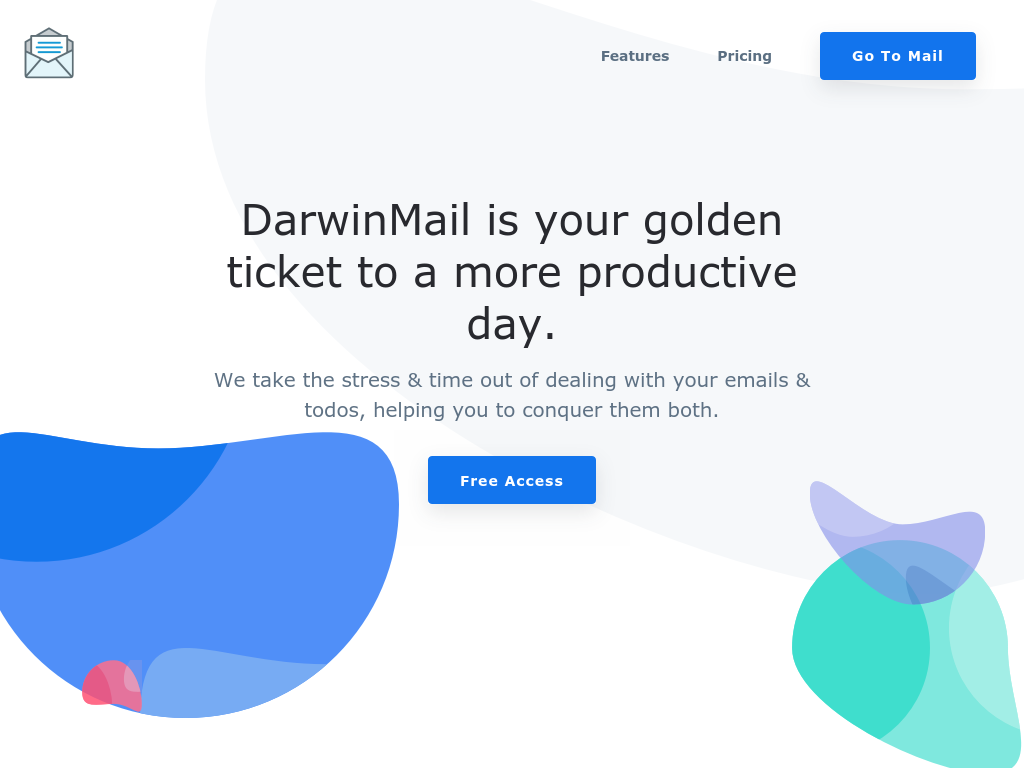 Features
Pricing
Go To Mail
DarwinMail is your golden
ticket to a more productive
day.
We take the stress & time out of dealing with your emails &
todos, helping you to conquer them both.
Free Access